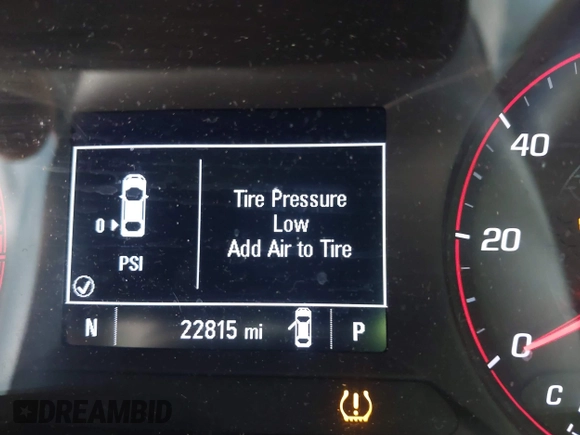 Tire Pressure
Low
Add Air to Tire
0
PSI
N
22815 mi
P
40
20
0
C
DREAMBID